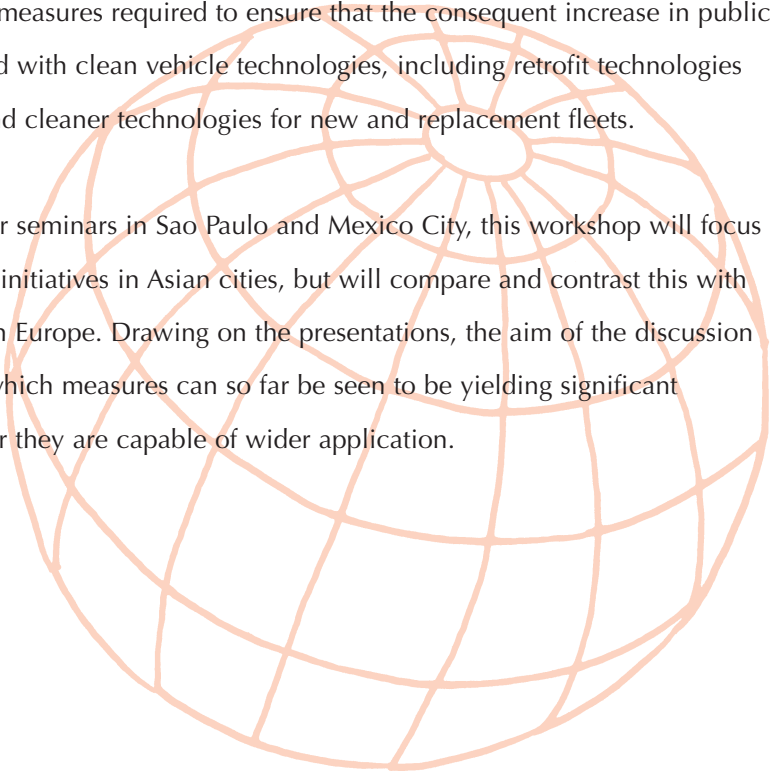 measures required to ensure that the consequent increase in public
d with clean vehicle technologies, including retrofit technologies
d cleaner technologies for new and replacement fleets.
r seminars in Sao Paulo and Mexico City, this workshop will focus
initiatives in Asian cities, but will compare and contrast this with
n Europe. Drawing on the presentations, the aim of the discussion
which measures can so far be seen to be yielding significant
r they are capable of wider application.